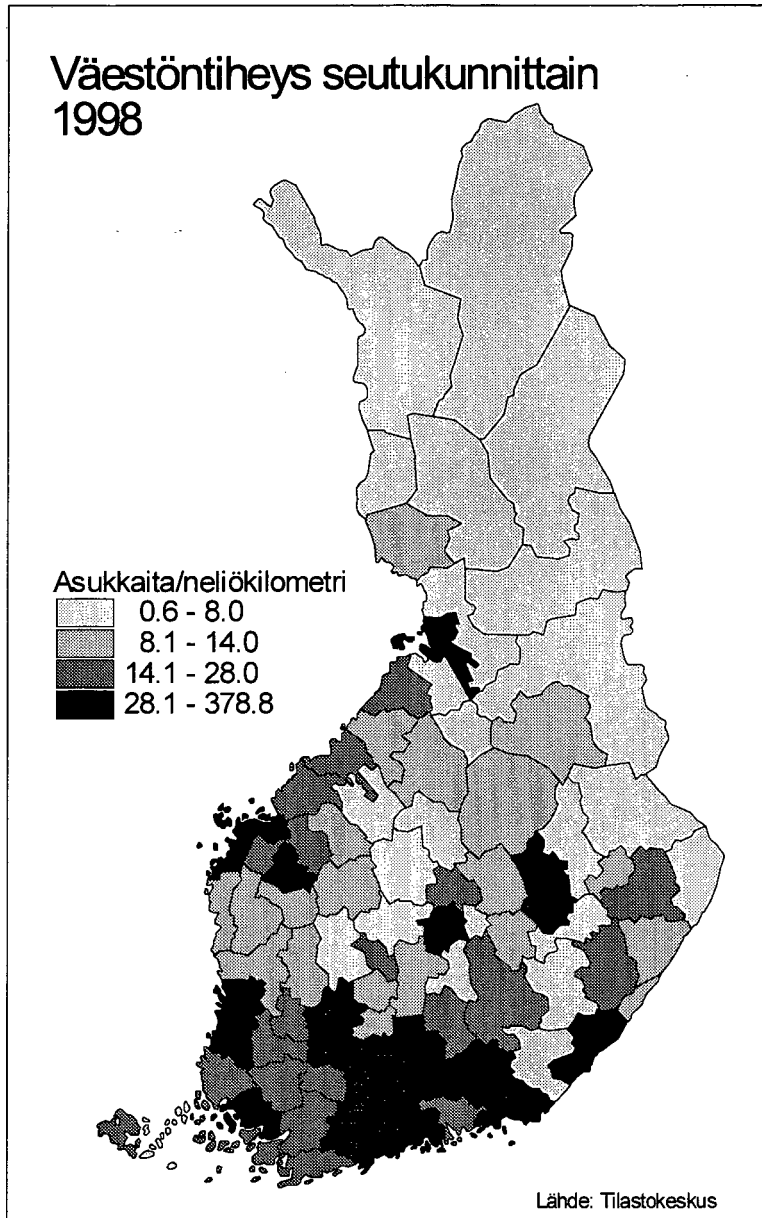 Väestöntiheys seutukunnittain
1998
Asukkaita/neliökilometri
0.6 - 8.0
8.1 - 14.0
14.1 - 28.0
28.1 - 378.8
Lähde: Tilastokeskus